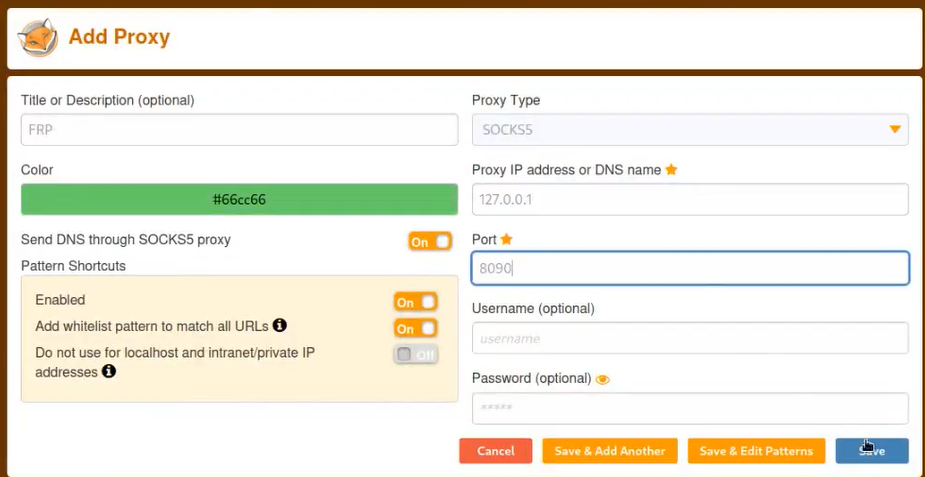 Add Proxy
Title or Description (optional)
FRP
Color
#66cc66
Send DNS through SOCKS5 proxy
On
Pattern Shortcuts
Enabled
On
Add whitelist pattern to match all URLs
On
Do not use for localhost and intranet/private IP
addresses
Off
Proxy Type
SOCKS5
Proxy IP address or DNS name
127.0.0.1
Port
8090
Username (optional)
username
Password (optional)
*****
Cancel
Save & Add Another
Save & Edit Patterns
Save